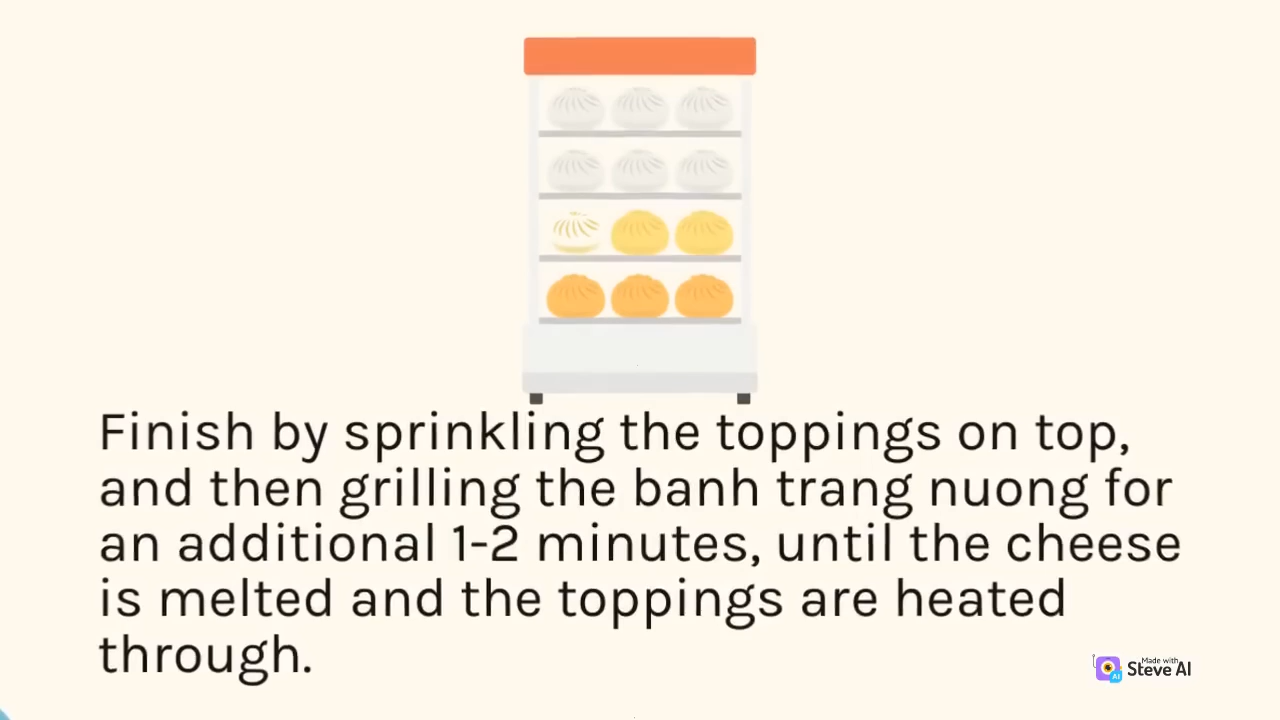 Finish by sprinkling the toppings on top,
and then grilling the banh trang nuong for
an additional 1-2 minutes, until the cheese
is melted and the toppings are heated
through.
Made with
AI
Steve AI